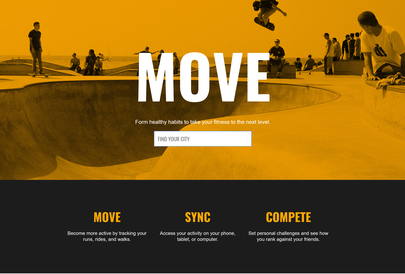 MOVE
Form healthy habits to take your fitness to the next level.
FIND YOUR CITY
MOVE
Become more active by tracking your
runs, rides, and walks.
SYNC
Access your activity on your phone,
tablet, or computer.
COMPETE
Set personal challenges and see how
you rank against your friends.